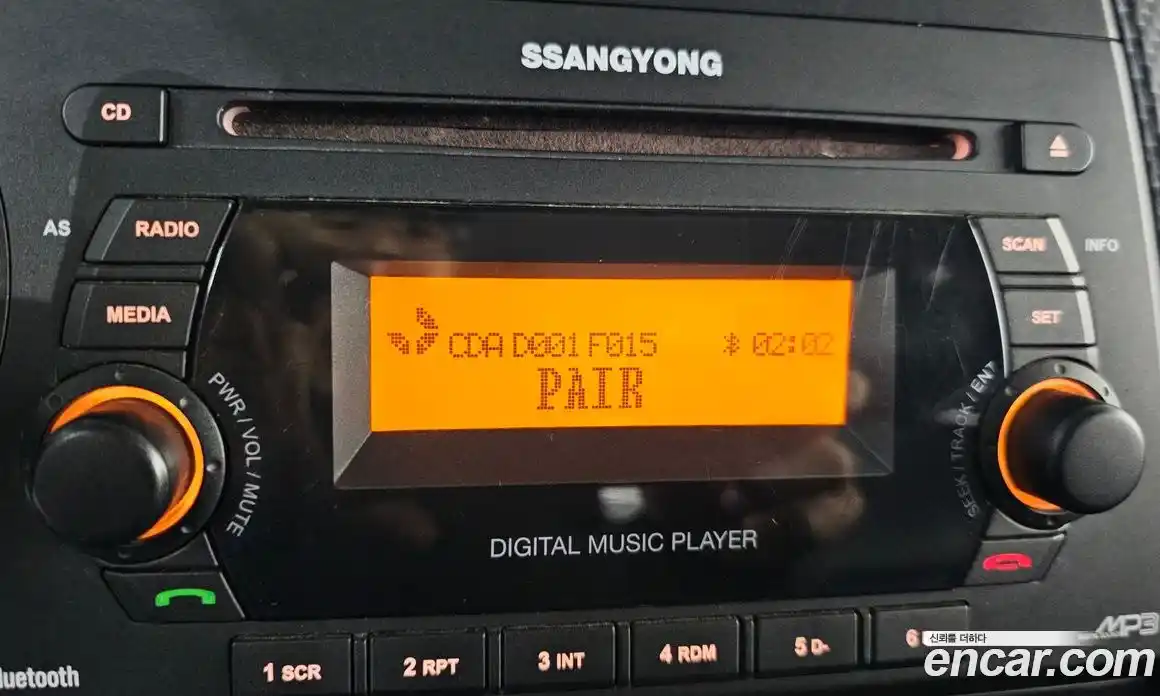 SSANGYONG
CD
AS
RADIO
SCAN
INFO
MEDIA
SET
CDA D001 F015 02:02
PAIR
PWR / VOL / MUTE
SEEK / TRACK / ENT
DIGITAL MUSIC PLAYER
1 SCR
2 RPT
3 INT
4 RDM
5 D-
6
luetooth
MP3
신뢰를 더하다
encar.com